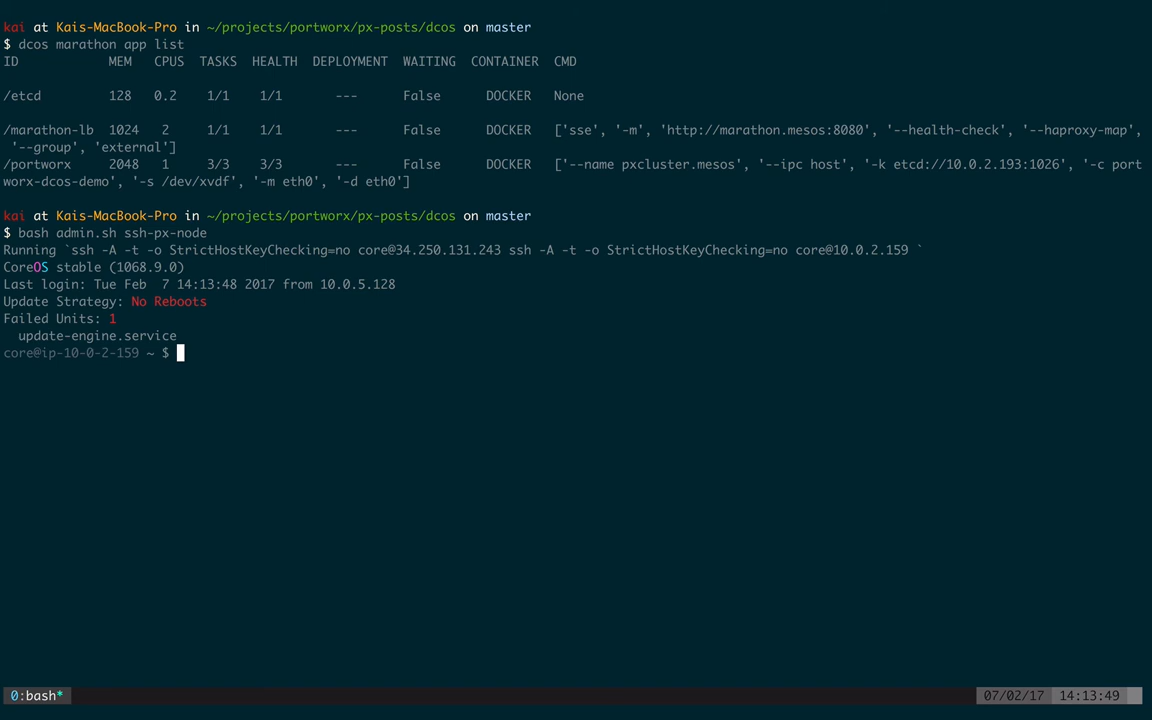 kai at Kais-MacBook-Pro in ~/projects/portworx/px-posts/dcos on master
$ dcos marathon app list
ID MEM CPUS TASKS HEALTH DEPLOYMENT WAITING CONTAINER CMD
/etcd 128 0.2 1/1 1/1 --- False DOCKER None
/marathon-lb 1024 2 1/1 1/1 --- False DOCKER ['sse', '-m', 'http://marathon.mesos:8080', '--health-check', '--haproxy-map',
'--group', 'external']
/portworx 2048 1 3/3 3/3 --- False DOCKER ['--name pxcluster.mesos', '--ipc host', '-k etcd://10.0.2.193:1026', '-c port
worx-dcos-demo', '-s /dev/xvdf', '-m eth0', '-d eth0']
kai at Kais-MacBook-Pro in ~/projects/portworx/px-posts/dcos on master
$ bash admin.sh ssh-px-node
Running `ssh -A -t -o StrictHostKeyChecking=no core@34.250.131.243 ssh -A -t -o StrictHostKeyChecking=no core@10.0.2.159 `
CoreOS stable (1068.9.0)
Last login: Tue Feb  7 14:13:48 2017 from 10.0.5.128
Update Strategy: No Reboots
Failed Units: 1
update-engine.service
core@ip-10-0-2-159 ~ $
0:bash* 07/02/17 14:13:49